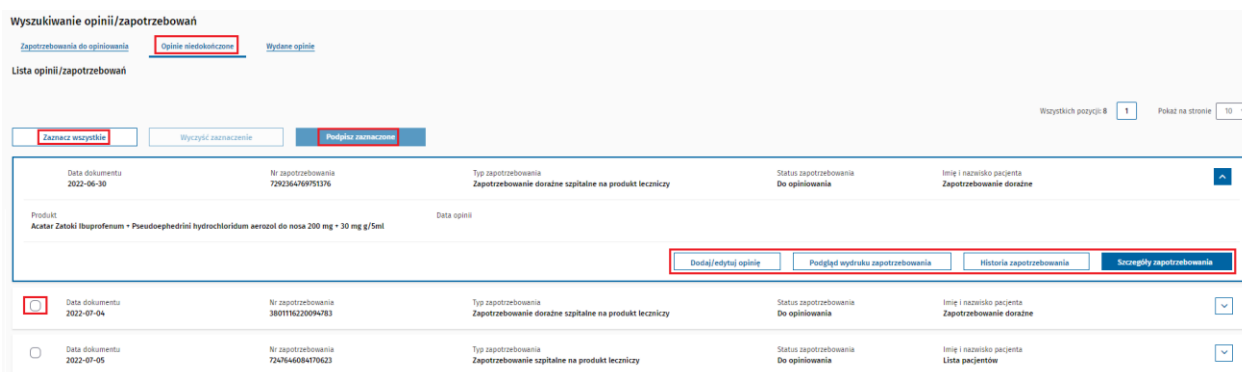 Wyszukiwanie opinii/zapotrzebowań
Zapotrzebowania do opiniowania Opinie niedokończone Wydane opinie
Lista opinii/zapotrzebowań
Wszystkich pozycji: 8 1 Pokaż na stronie 10
Zaznacz wszystkie Wyczyść zaznaczenie Podpisz zaznaczone
Data dokumentu Nr zapotrzebowania Typ zapotrzebowania Status zapotrzebowania Imię i nazwisko pacjenta
2022-06-30 7292364769751376 Zapotrzebowanie doraźne szpitalne na produkt leczniczy Do opiniowania Zapotrzebowanie doraźne
Produkt Data opinii
Acatar Zatoki Ibuprofenum + Pseudoephedrini hydrochloridum aerozol do nosa 200 mg + 30 mg g/5ml
Dodaj/edytuj opinię Podgląd wydruku zapotrzebowania Historia zapotrzebowania Szczegóły zapotrzebowania
Data dokumentu Nr zapotrzebowania Typ zapotrzebowania Status zapotrzebowania Imię i nazwisko pacjenta
2022-07-04 3801116220094783 Zapotrzebowanie doraźne szpitalne na produkt leczniczy Do opiniowania Zapotrzebowanie doraźne
Data dokumentu Nr zapotrzebowania Typ zapotrzebowania Status zapotrzebowania Imię i nazwisko pacjenta
2022-07-05 7247646084170623 Zapotrzebowanie szpitalne na produkt leczniczy Do opiniowania Lista pacjentów